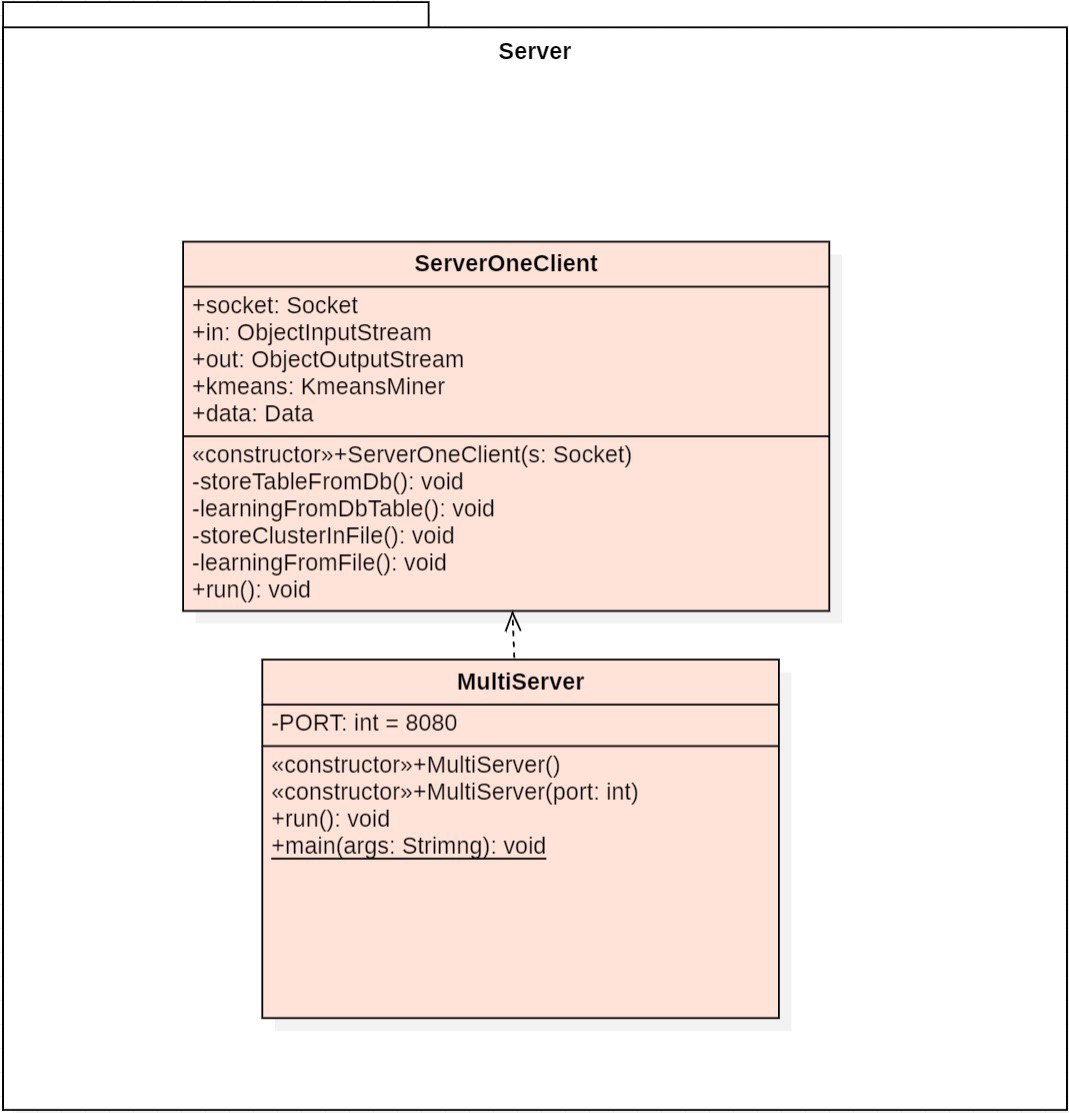 Server
ServerOneClient
+socket: Socket
+in: ObjectInputStream
+out: ObjectOutputStream
+kmeans: KmeansMiner
+data: Data
«constructor»+ServerOneClient(s: Socket)
-storeTableFromDb(): void
-learningFromDbTable(): void
-storeClusterInFile(): void
-learningFromFile(): void
+run(): void
MultiServer
-PORT: int = 8080
«constructor»+MultiServer()
«constructor»+MultiServer(port: int)
+run(): void
+main(args: Strimng): void